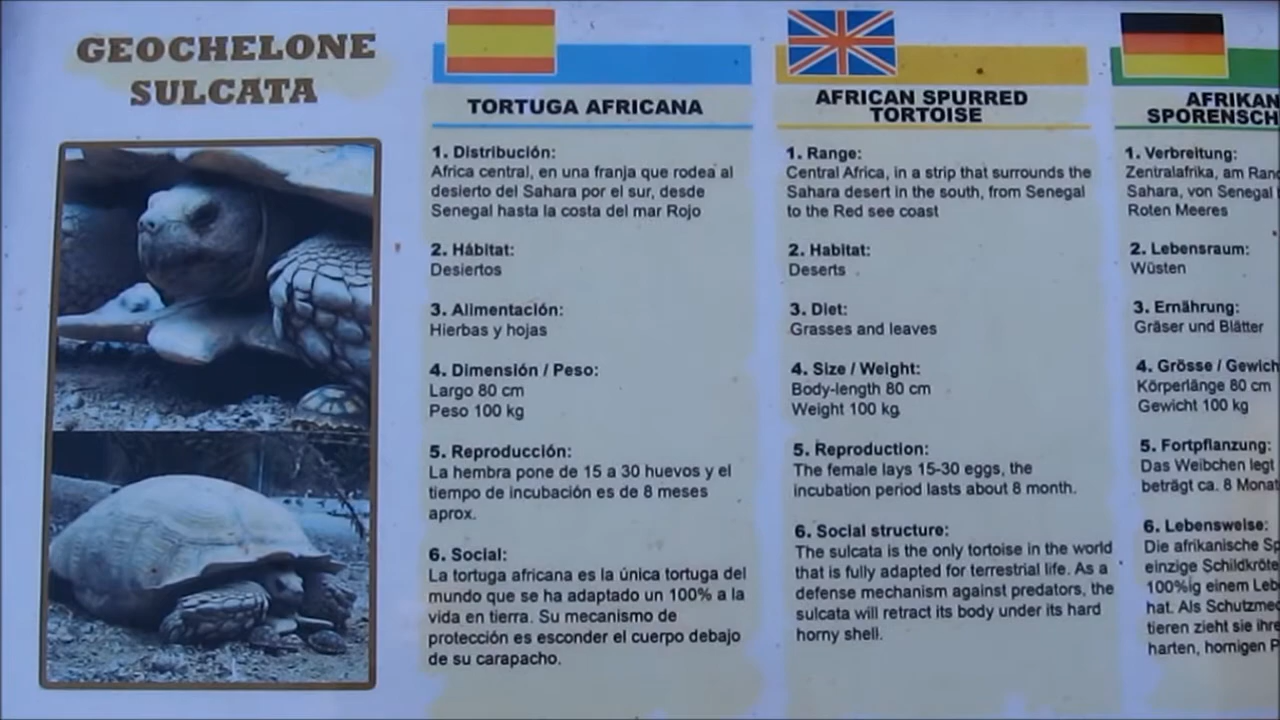 GEOCHELONE
SULCATA
TORTUGA AFRICANA
1. Distribución:
Africa central, en una franja que rodea al
desierto del Sahara por el sur, desde
Senegal hasta la costa del mar Rojo
2. Hábitat:
Desiertos
3. Alimentación:
Hierbas y hojas
4. Dimensión / Peso:
Largo 80 cm
Peso 100 kg
5. Reproducción:
La hembra pone de 15 a 30 huevos y el
tiempo de incubación es de 8 meses
aprox.
6. Social:
La tortuga africana es la única tortuga del
mundo que se ha adaptado un 100% a la
vida en tierra. Su mecanismo de
protección es esconder el cuerpo debajo
de su carapacho.
AFRICAN SPURRED
TORTOISE
1. Range:
Central Africa, in a strip that surrounds the
Sahara desert in the south, from Senegal
to the Red see coast
2. Habitat:
Deserts
3. Diet:
Grasses and leaves
4. Size / Weight:
Body-length 80 cm
Weight 100 kg
5. Reproduction:
The female lays 15-30 eggs, the
incubation period lasts about 8 month.
6. Social structure:
The sulcata is the only tortoise in the world
that is fully adapted for terrestrial life. As a
defense mechanism against predators, the
sulcata will retract its body under its hard
horny shell.
AFRIKAN
SPORENSCH
1. Verbreitung:
Zentralafrika, am Ran
Sahara, von Senegal
Roten Meeres
2. Lebensraum:
Wüsten
3. Ernährung:
Gräser und Blätter
4. Grösse / Gewich
Körperlänge 80 cm
Gewicht 100 kg
5. Fortpflanzung:
Das Weibchen legt
beträgt ca. 8 Monat
6. Lebensweise:
Die afrikanische Sp
einzige Schildkröte
100%ig einem Leb
hat. Als Schutzmec
tieren zieht sie ihre
harten, hornigen P